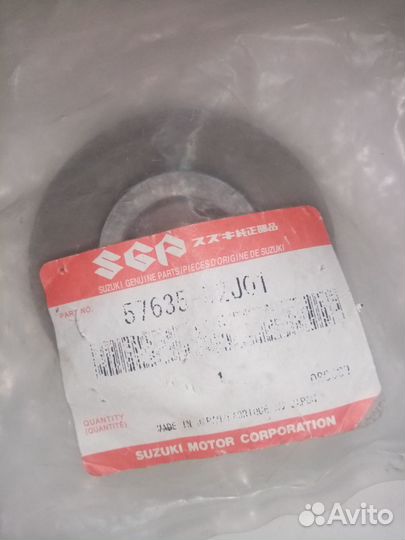 SGP スズキ純正部品
SUZUKI GENUINE PARTS/PIECES D'ORIGINE DE SUZUKI
PART NO. 57635
1
QUANTITY
(QUANTITÉ)
MADE IN
SUZUKI MOTOR CORPORATION
Avito